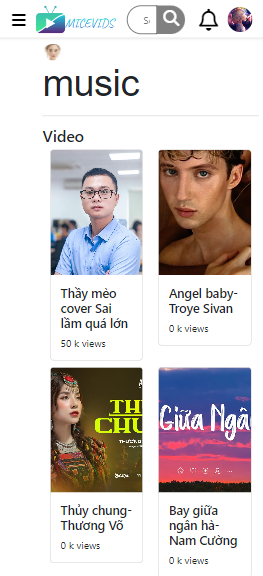 MICEVIDS
music
Video
Thầy mèo
cover Sai
lầm quá lớn
50 k views
Angel baby-
Troye Sivan
0 k views
Thủy chung-
Thương Võ
0 k views
Giữa Ngâ
Bay giữa
ngân hà-
Nam Cường
0 k views